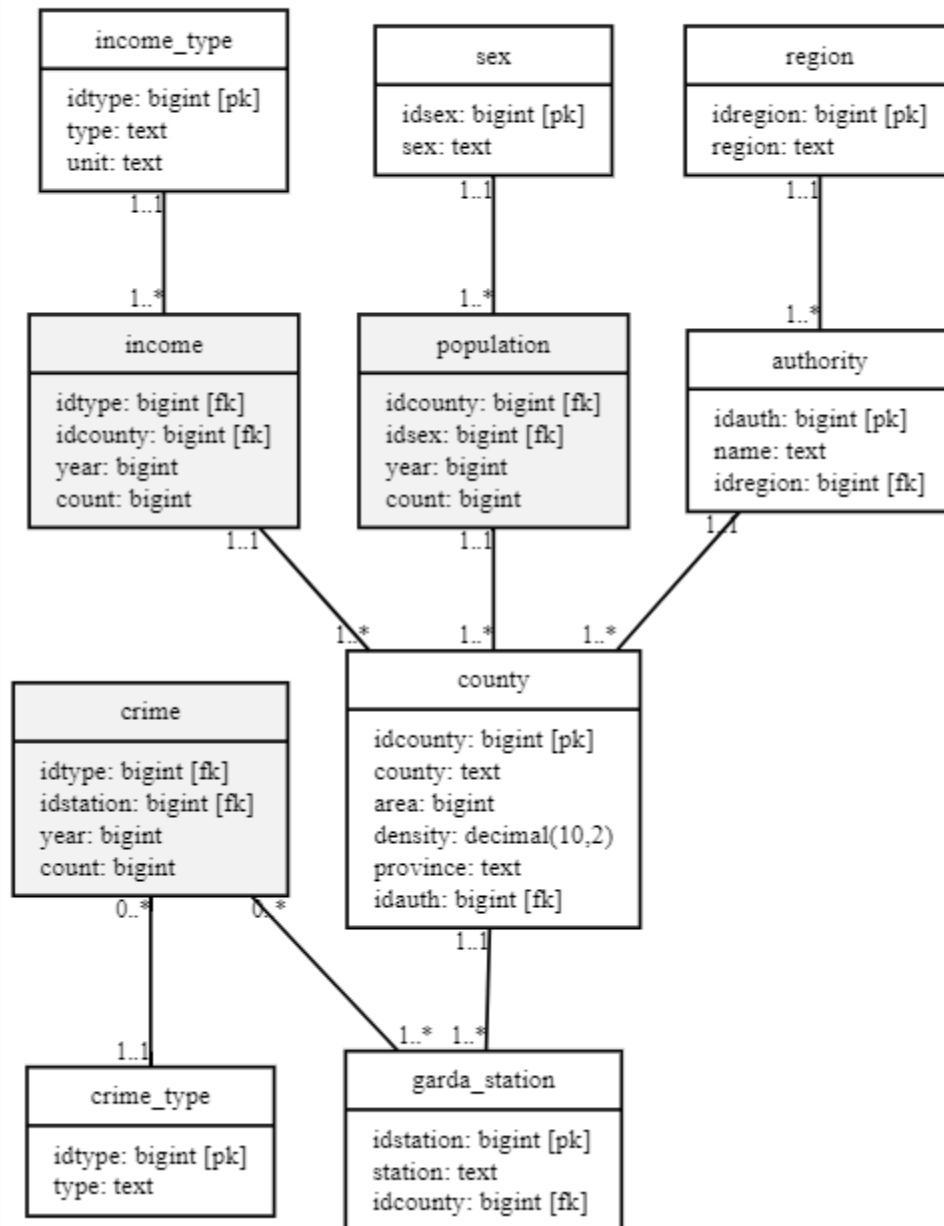 income_type
idtype: bigint [pk]
type: text
unit: text
sex
idsex: bigint [pk]
sex: text
region
idregion: bigint [pk]
region: text
1..1
1..1
1..1
1..*
1..*
1..*
income
idtype: bigint [fk]
idcounty: bigint [fk]
year: bigint
count: bigint
population
idcounty: bigint [fk]
idsex: bigint [fk]
year: bigint
count: bigint
authority
idauth: bigint [pk]
name: text
idregion: bigint [fk]
1..1
1..1
1..1
1..*
1..*
1..*
crime
idtype: bigint [fk]
idstation: bigint [fk]
year: bigint
count: bigint
county
idcounty: bigint [pk]
county: text
area: bigint
density: decimal(10,2)
province: text
idauth: bigint [fk]
0..*
0..*
1..1
1..1
1..*
1..*
crime_type
idtype: bigint [pk]
type: text
garda_station
idstation: bigint [pk]
station: text
idcounty: bigint [fk]